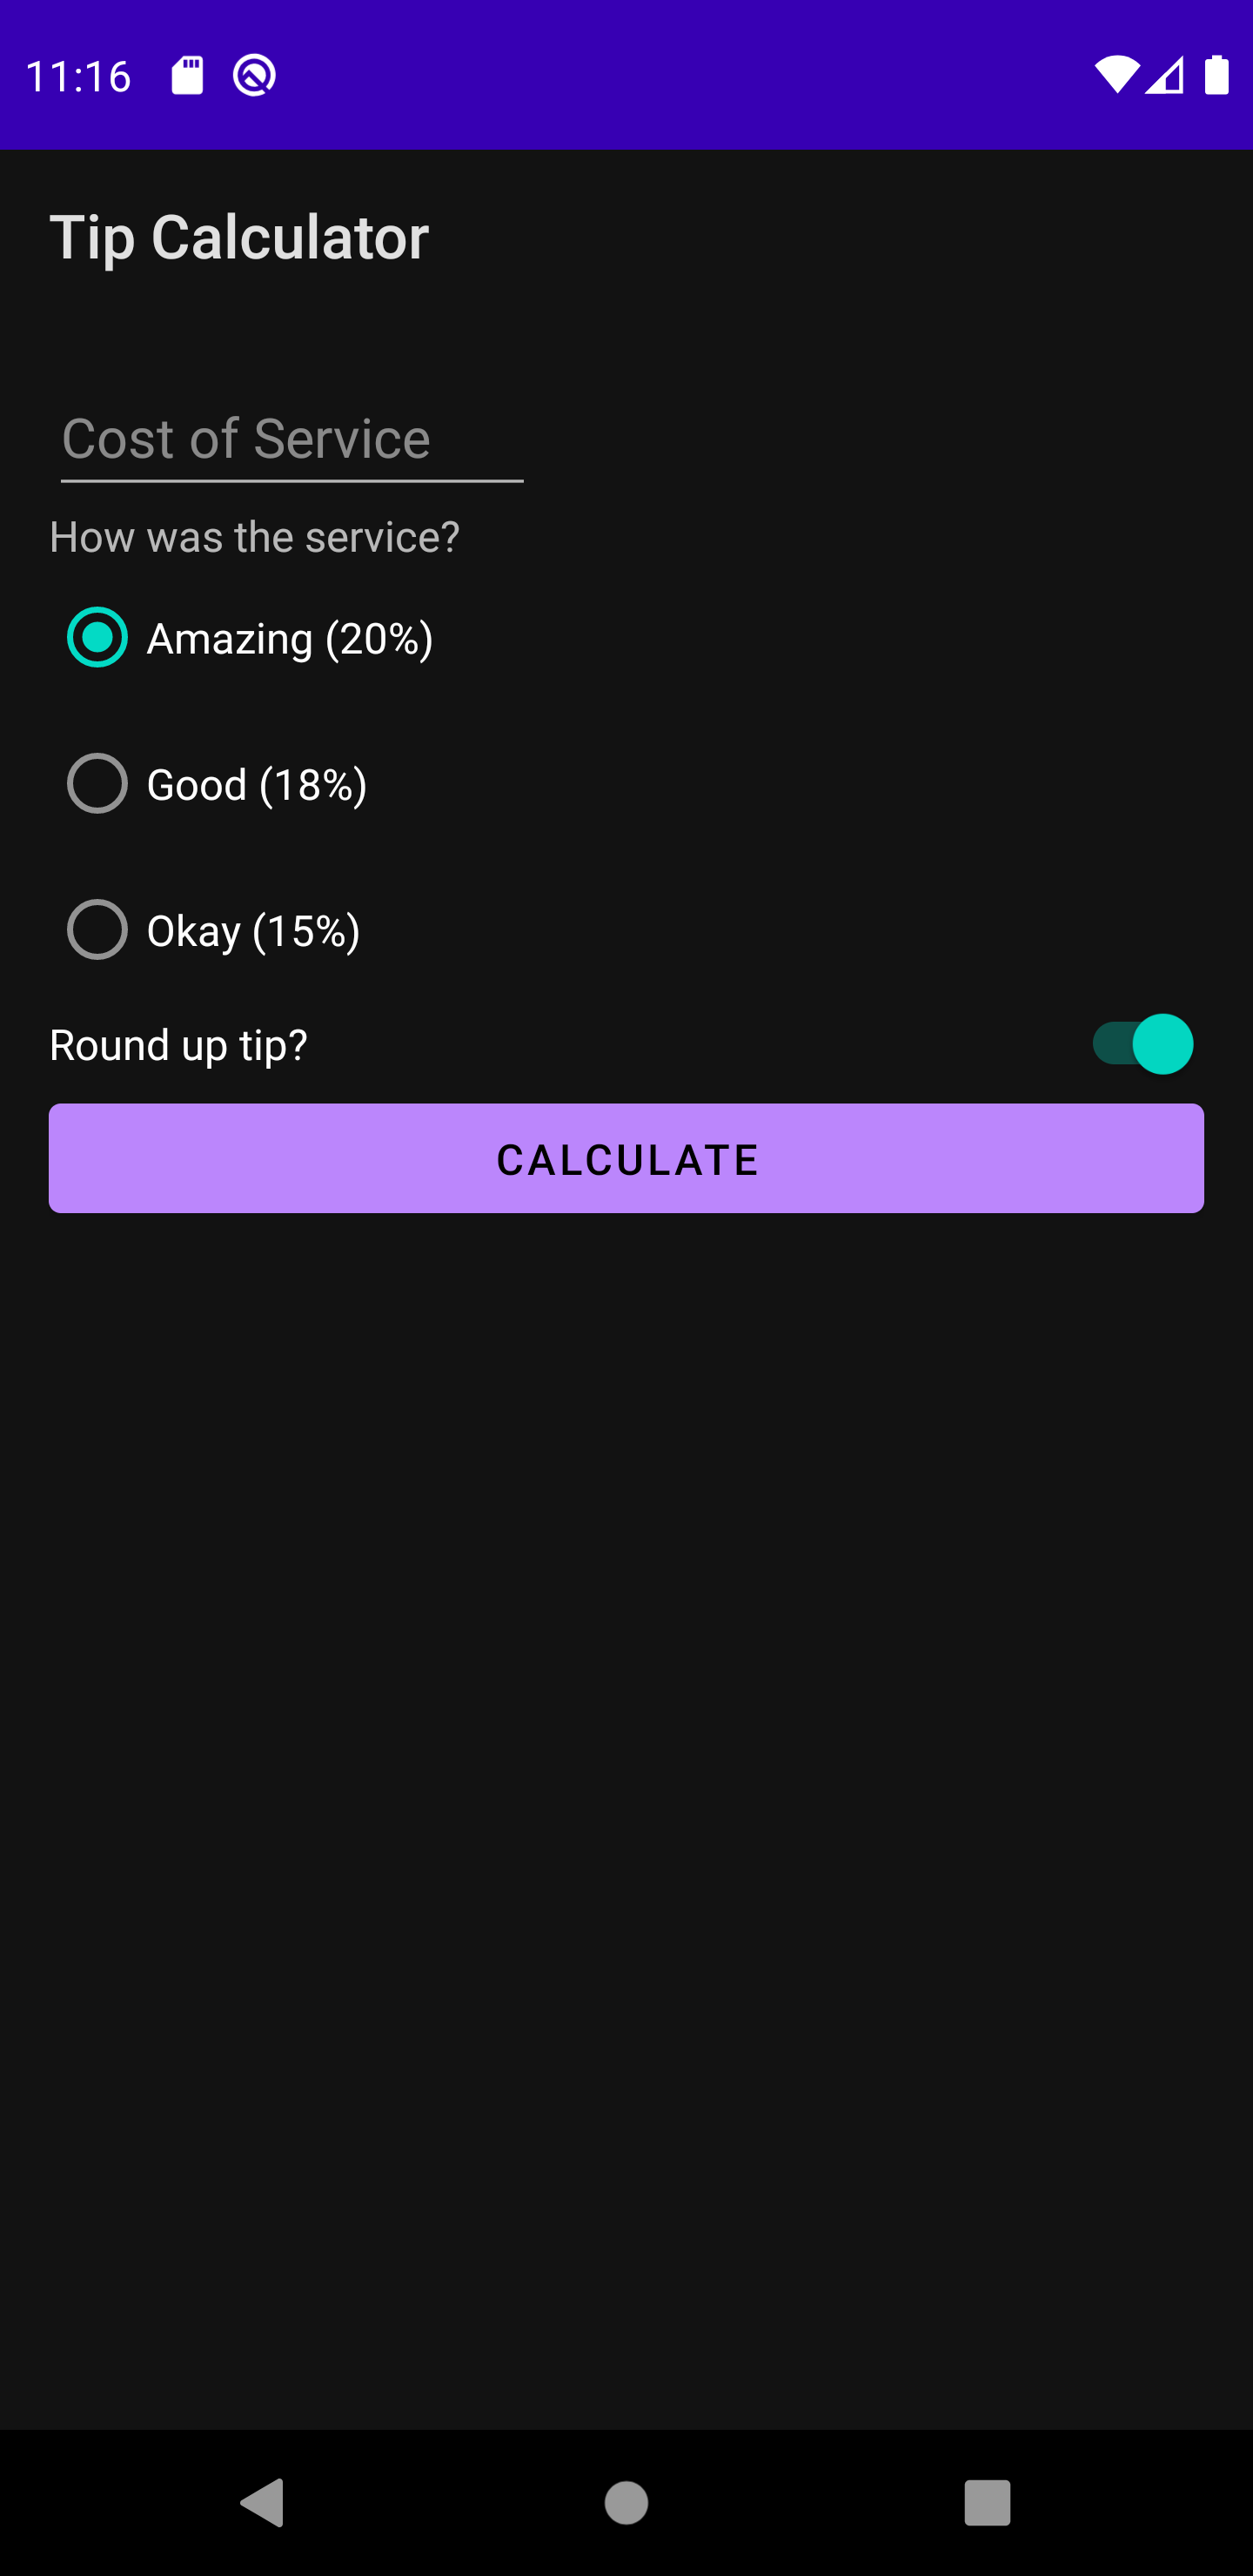 11:16
Tip Calculator
Cost of Service
How was the service?
Amazing (20%)
Good (18%)
Okay (15%)
Round up tip?
CALCULATE